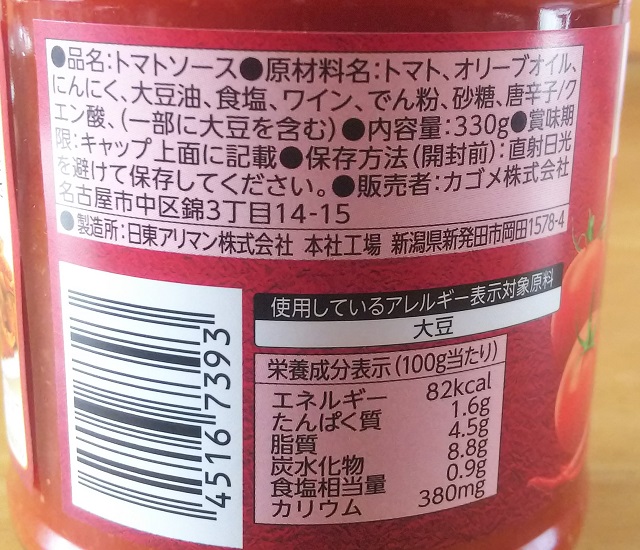 ●品名:トマトソース●原材料名:トマト、オリーブオイル、
にんにく、大豆油、食塩、ワイン、でん粉、砂糖、唐辛子/ク
エン酸、(一部に大豆を含む)●内容量:330g●賞味期
限:キャップ上面に記載●保存方法(開封前):直射日光
を避けて保存してください。●販売者:カゴメ株式会社
名古屋市中区錦3丁目14-15
●製造所:日東アリマン株式会社 本社工場 新潟県新発田市岡田1578-4
使用しているアレルギー表示対象原料
大豆
栄養成分表示(100g当たり)
エネルギー 82kcal
たんぱく質 1.6g
脂質 4.5g
炭水化物 8.8g
食塩相当量 0.9g
カリウム 380mg
4516 7393